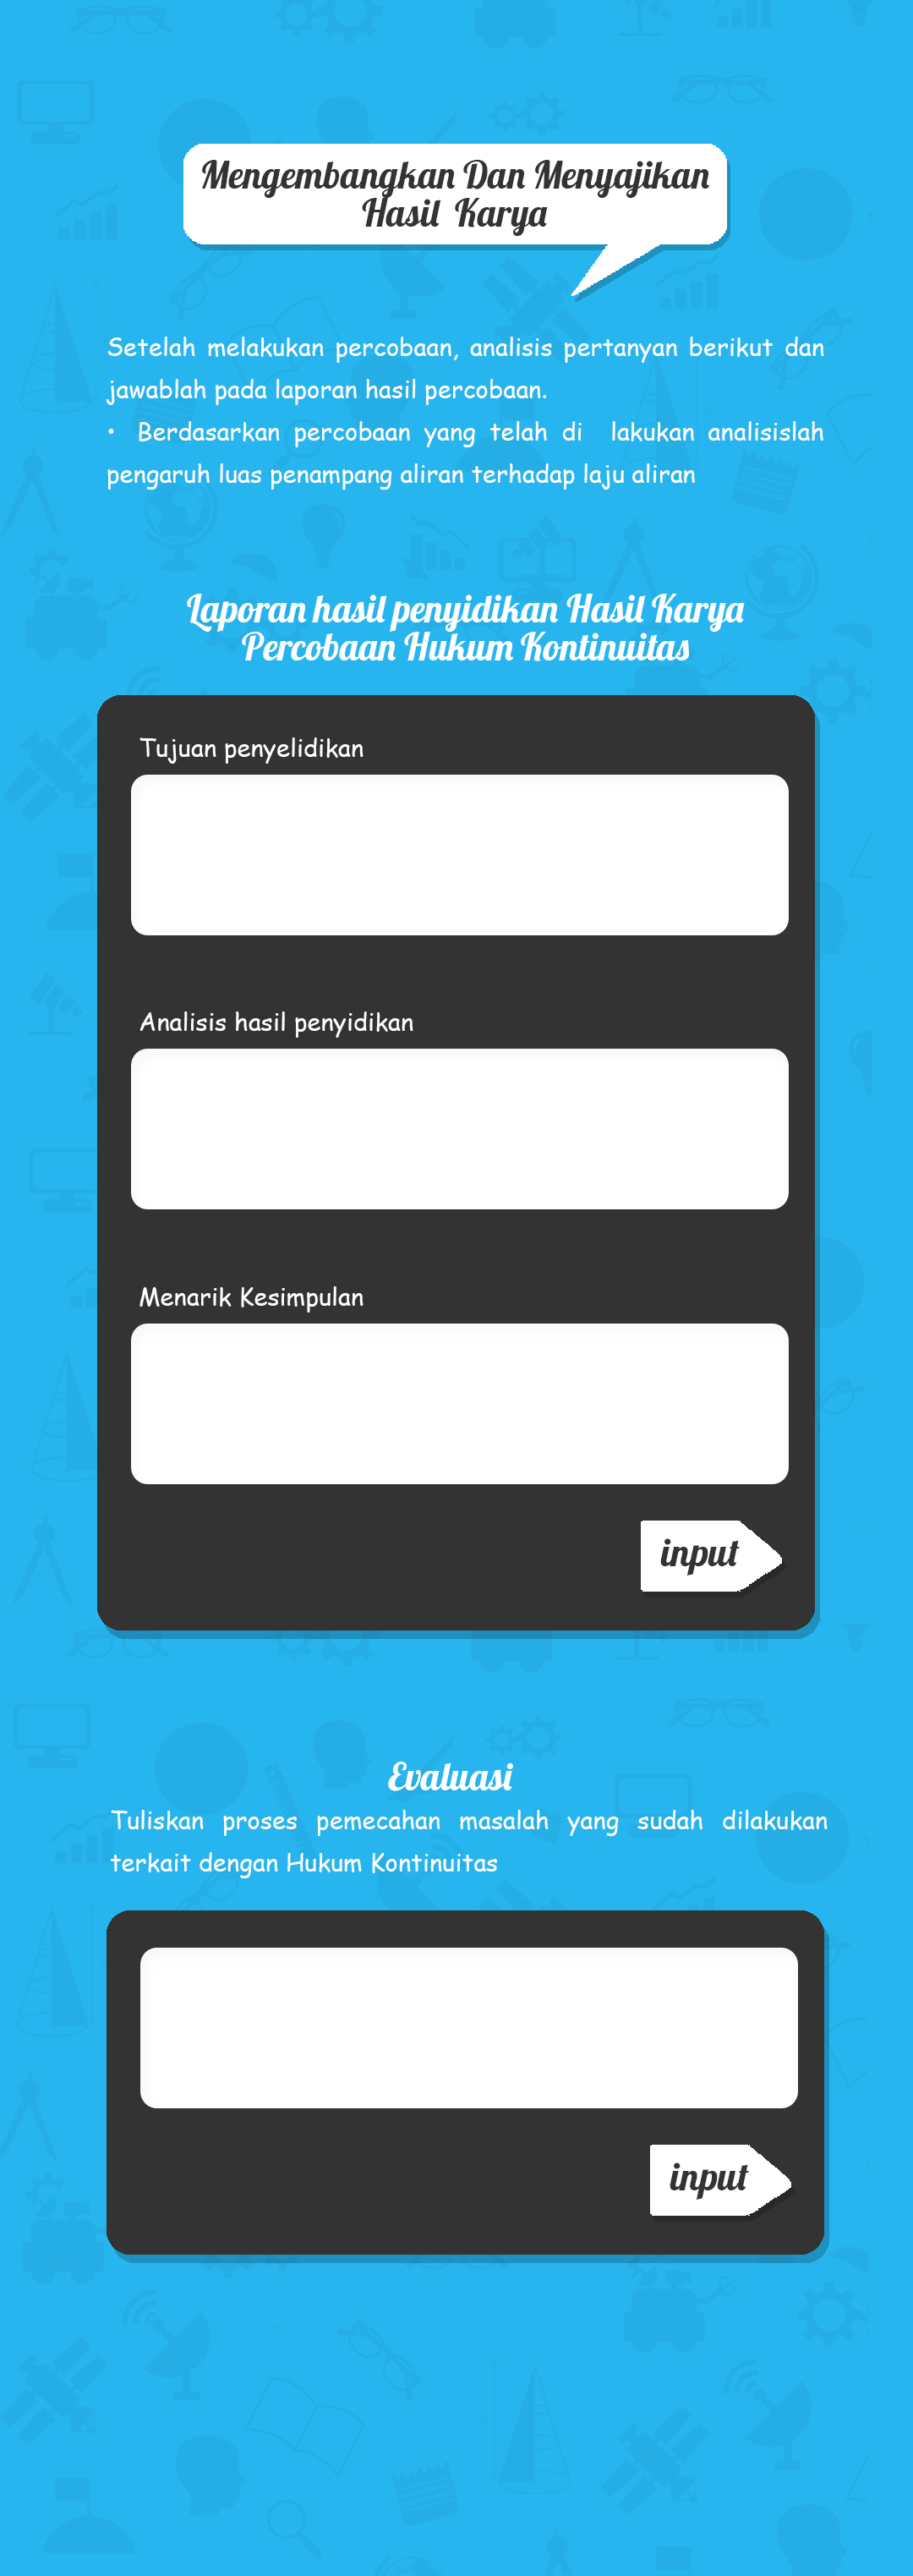 Mengembangkan Dan Menyajikan
Hasil Karya
Setelah melakukan percobaan, analisis pertanyan berikut dan
jawablah pada laporan hasil percobaan.
• Berdasarkan percobaan yang telah di lakukan analisislah
pengaruh luas penampang aliran terhadap laju aliran
Laporan hasil penyidikan Hasil Karya
Percobaan Hukum Kontinuitas
Tujuan penyelidikan
Analisis hasil penyidikan
Menarik Kesimpulan
input
Evaluasi
Tuliskan proses pemecahan masalah yang sudah dilakukan
terkait dengan Hukum Kontinuitas
input